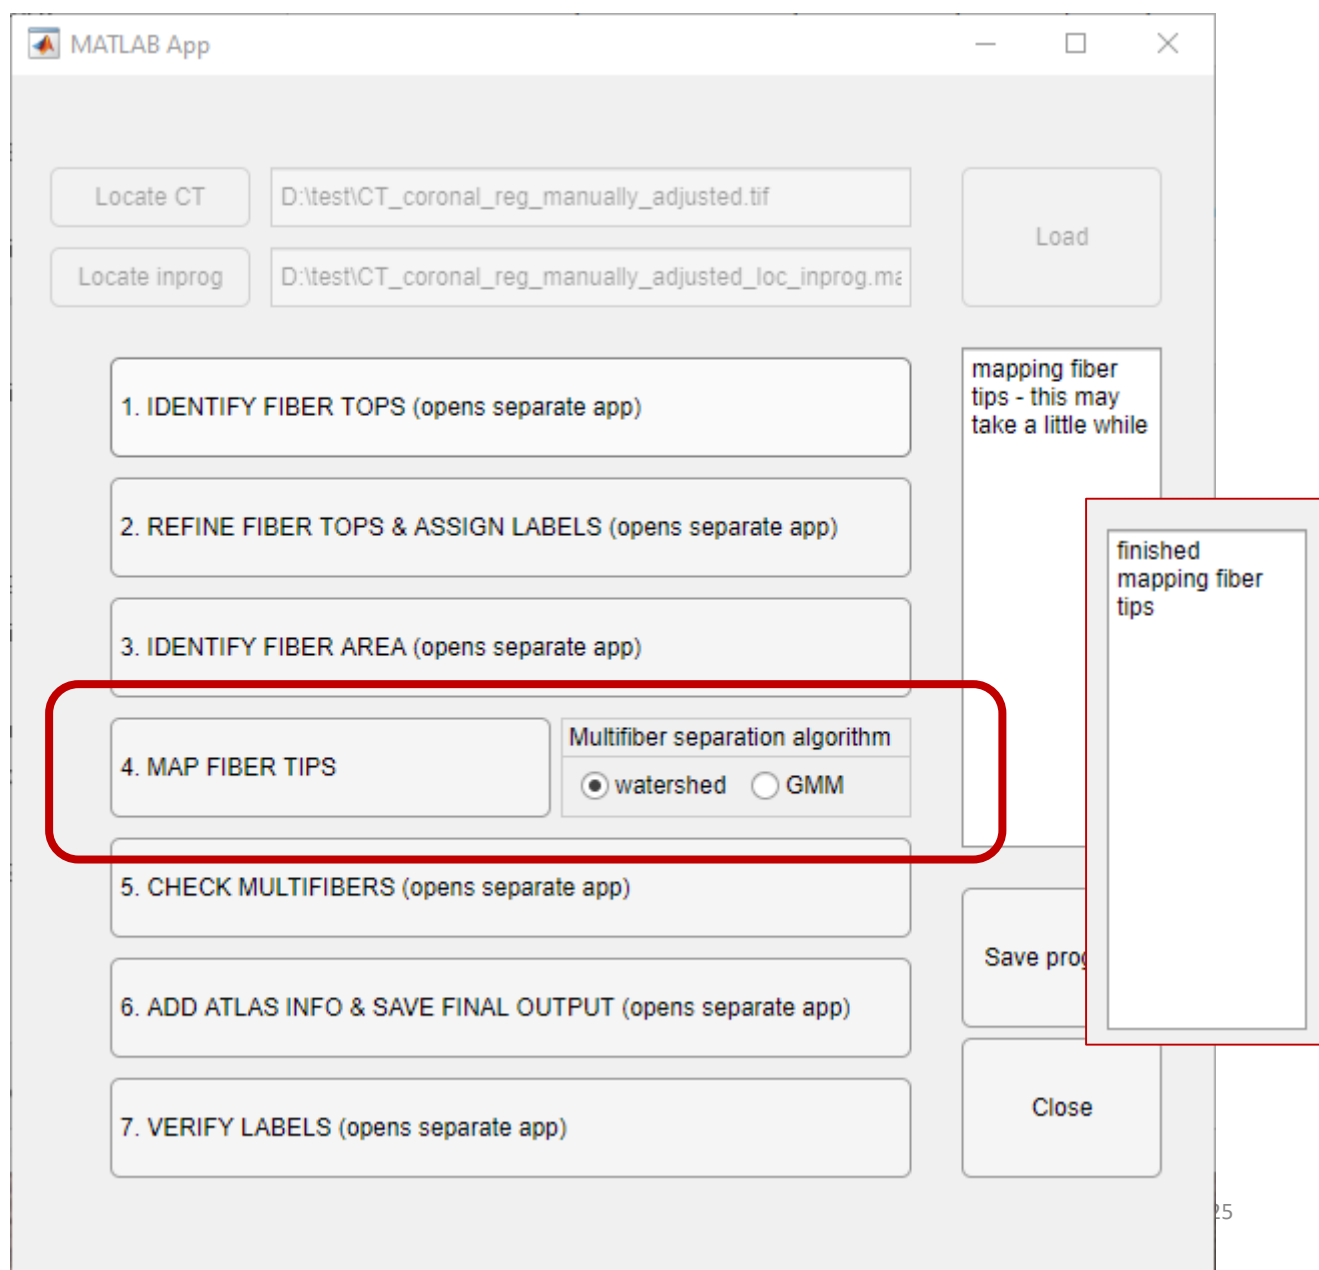 MATLAB App
Locate CT
D:\test\CT_coronal_reg_manually_adjusted.tif
Load
Locate inprog
D:\test\CT_coronal_reg_manually_adjusted_loc_inprog.ma
1. IDENTIFY FIBER TOPS (opens separate app)
mapping fiber
tips - this may
take a little while
2. REFINE FIBER TOPS & ASSIGN LABELS (opens separate app)
finished
mapping fiber
tips
3. IDENTIFY FIBER AREA (opens separate app)
4. MAP FIBER TIPS
Multifiber separation algorithm
watershed
GMM
5. CHECK MULTIFIBERS (opens separate app)
Save prog
6. ADD ATLAS INFO & SAVE FINAL OUTPUT (opens separate app)
7. VERIFY LABELS (opens separate app)
Close
25